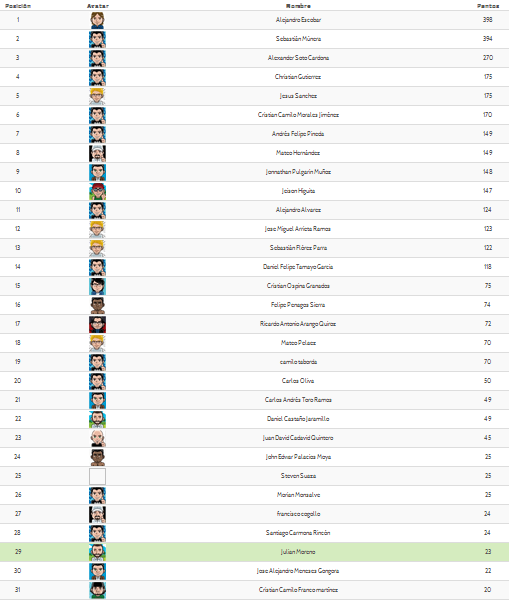 Posición Avatar Nombre Puntos
1 Alejandro Escobar 398
2 Sebastián Múnera 394
3 Alexander Soto Cardona 270
4 Christian Gutierrez 175
5 Jesus Sanchez 175
6 Cristian Camilo Morales Jiménez 170
7 Andrés Felipe Pineda 149
8 Mateo Hernández 149
9 Jonnathan Pulgarin Muñoz 148
10 Jeison Higuita 147
11 Alejandro Alvarez 124
12 Jose Miguel Arrieta Ramos 123
13 Sebastián Flórez Parra 122
14 Daniel Felipe Tamayo Garcia 118
15 Cristian Ospina Granados 75
16 Felipe Penagos Sierra 74
17 Ricardo Antonio Arango Quiroz 72
18 Mateo Pelaez 70
19 camilo taborda 70
20 Carlos Oliva 50
21 Carlos Andrés Toro Ramos 49
22 Daniel Castaño Jaramillo 49
23 Juan David Cadavid Quintero 45
24 John Edwar Palacios Moya 25
25 Steven Suaza 25
26 Marian Monsalve 25
27 francisco cogollo 24
28 Santiago Carmona Rincón 24
29 Julian Moreno 23
30 Jose Alejandro Meneses Gongora 22
31 Cristian Camilo Franco martinez 20